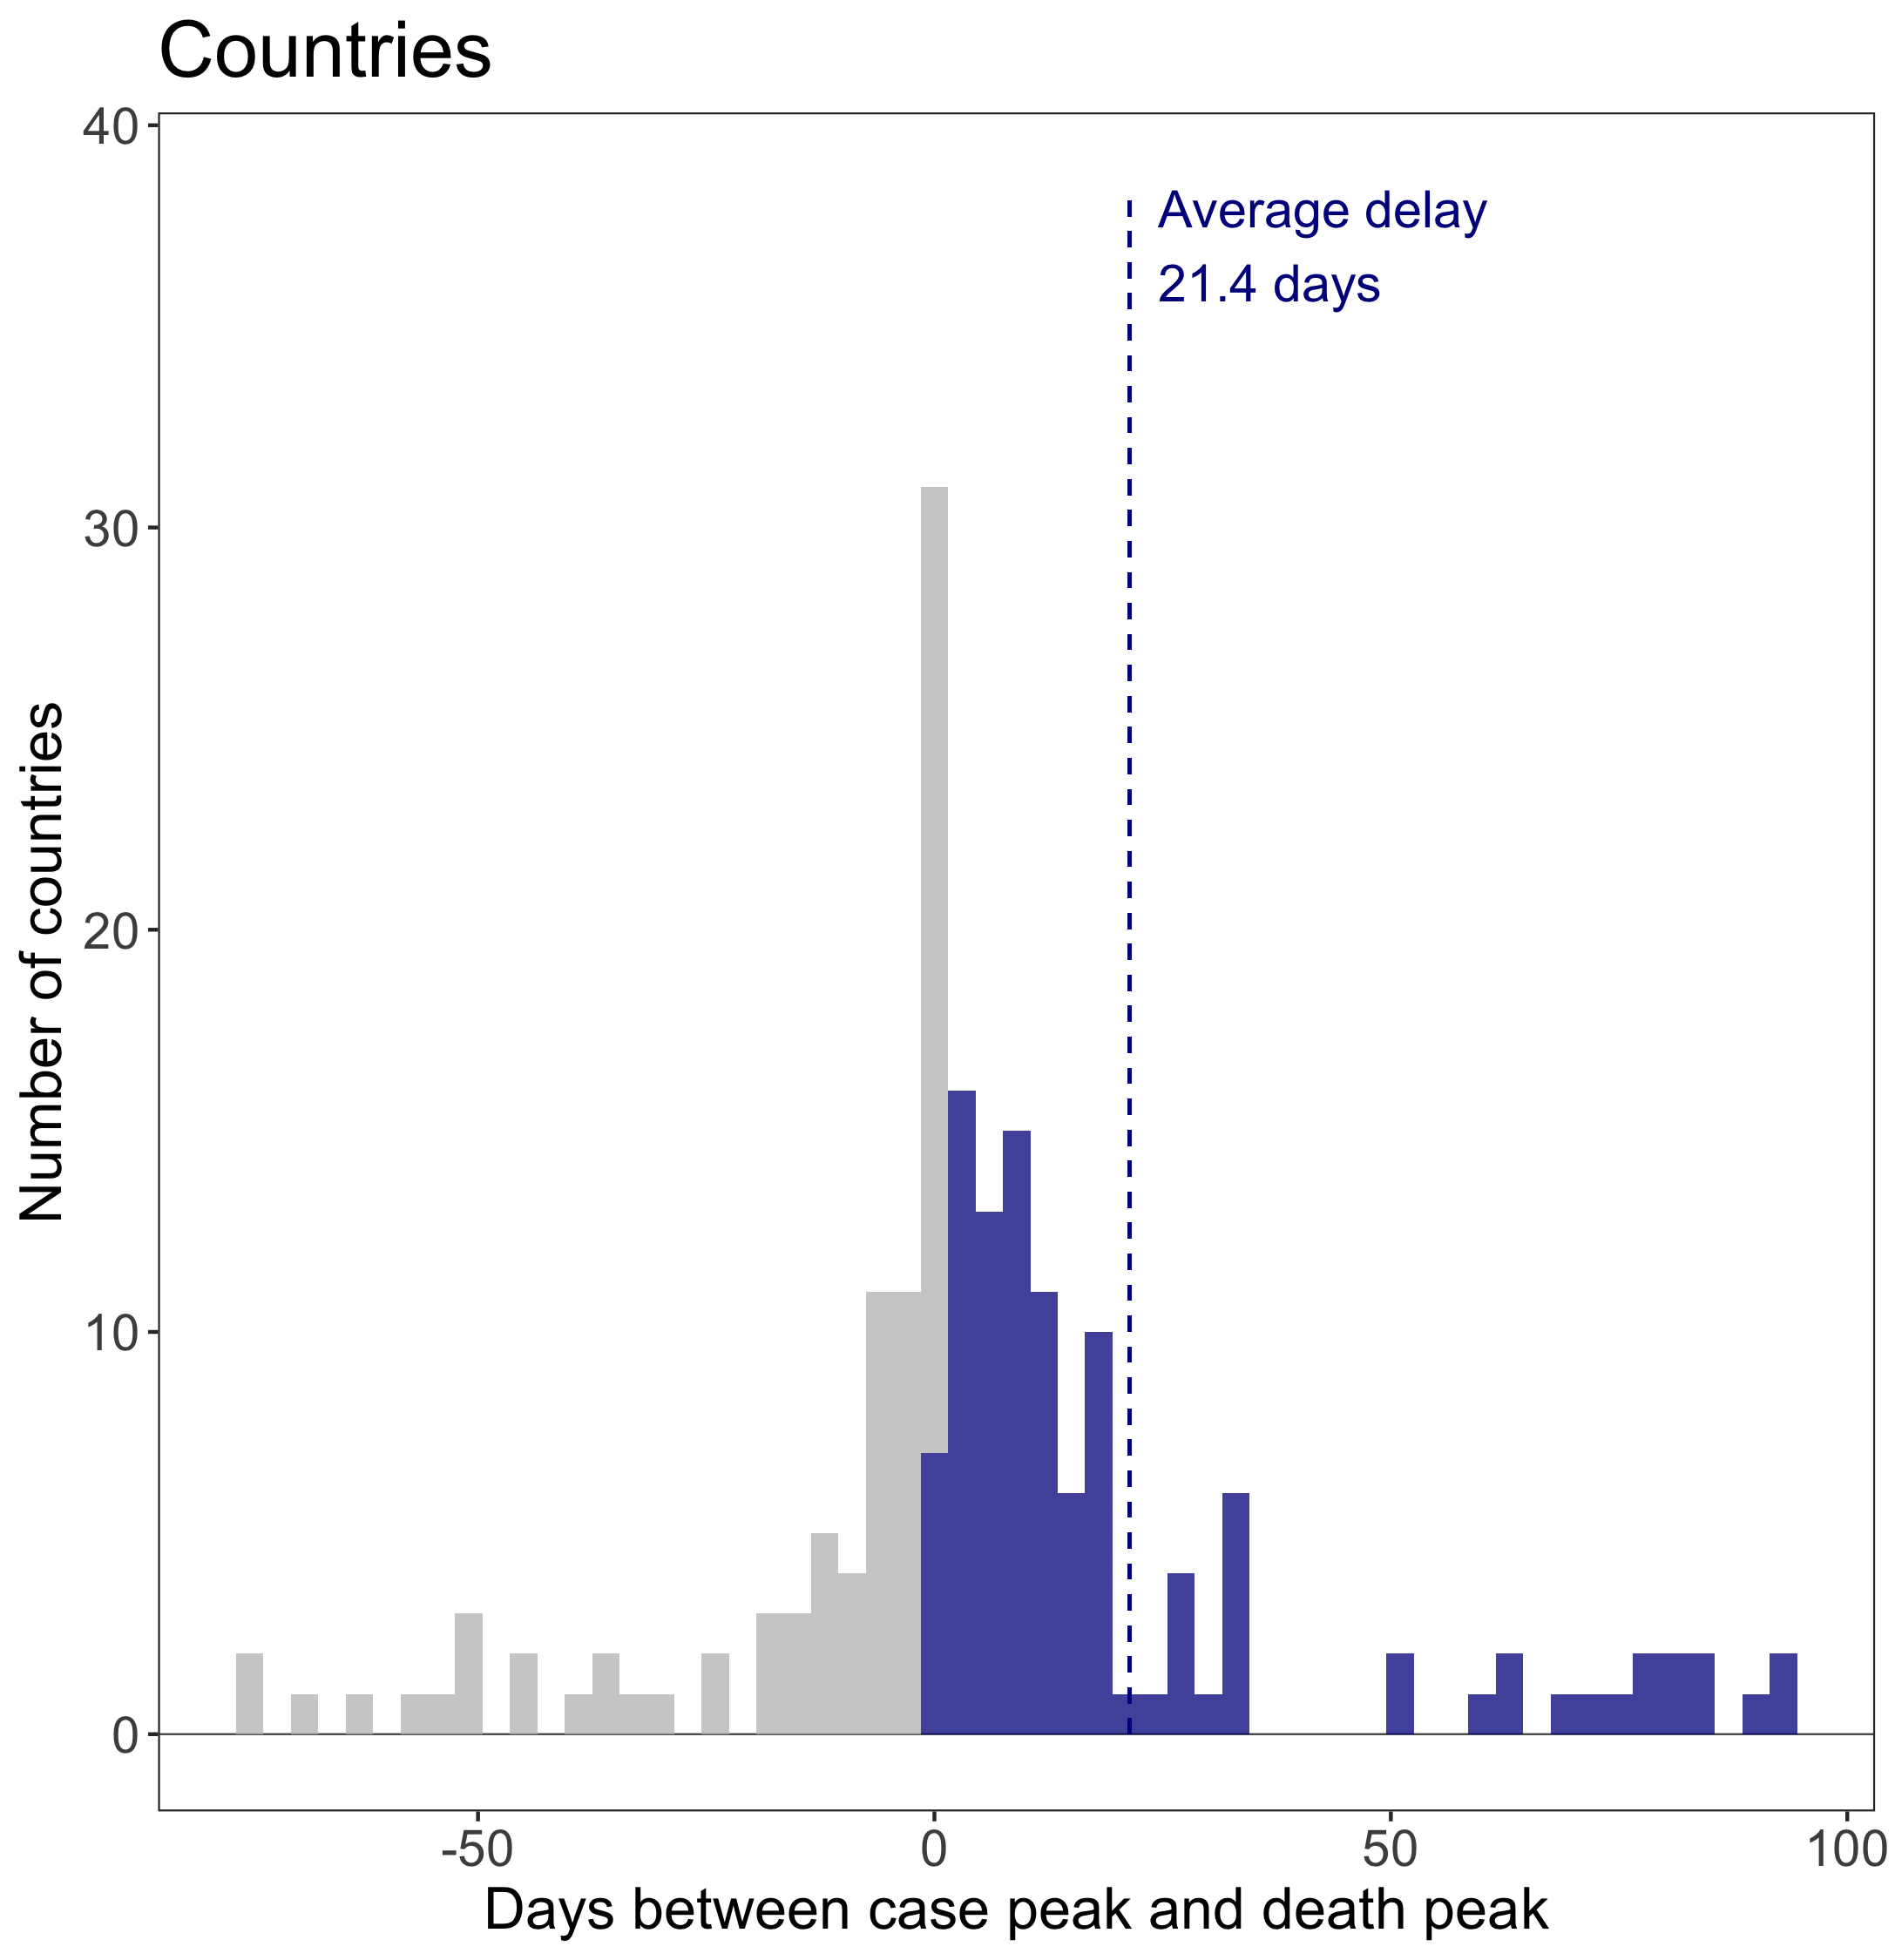 Countries
40
30
20
10
0
Number of countries
Average delay
21.4 days
-50
0
50
100
Days between case peak and death peak